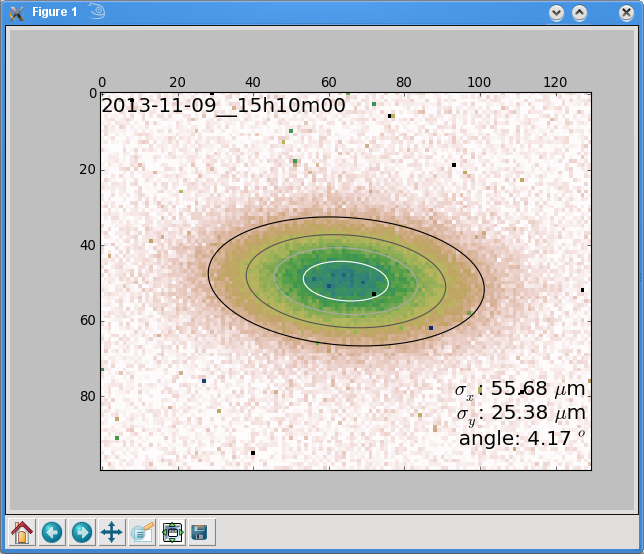 Figure 1
0 20 40 60 80 100 120
0
2013-11-09__15h10m00
20
40
60
80
σx: 55.68 μm
σy: 25.38 μm
angle: 4.17 °